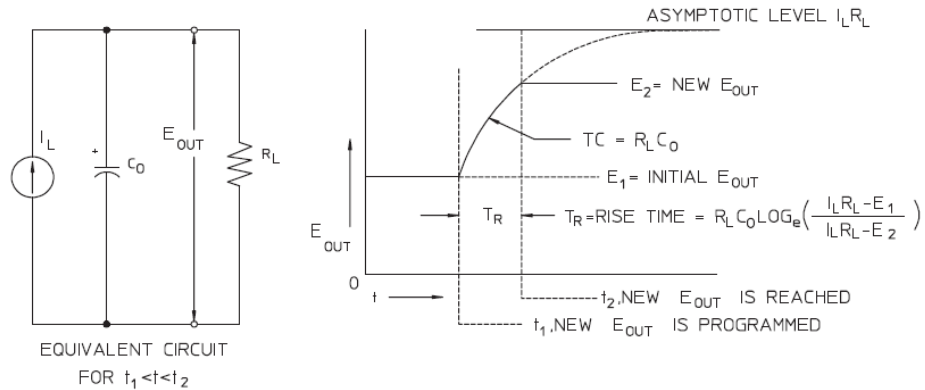 I_L
+
C_O
E_OUT
R_L
EQUIVALENT CIRCUIT
FOR t_1<t<t_2
ASYMPTOTIC LEVEL I_LR_L
E_2= NEW E_OUT
TC = R_LC_O
E_1= INITIAL E_OUT
T_R
T_R=RISE TIME = R_LC_OLOG_e(I_LR_L-E_1/I_LR_L-E_2)
E_OUT
O
t
t_2,NEW E_OUT IS REACHED
t_1,NEW E_OUT IS PROGRAMMED